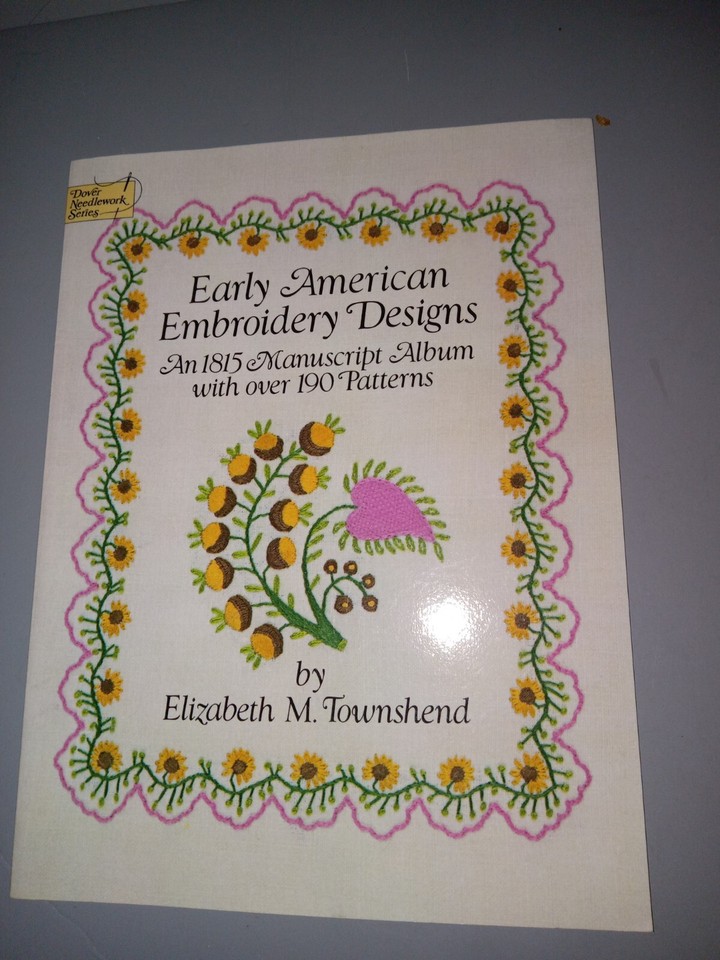 Dover
Needlework
Series
Early American
Embroidery Designs
An 1815 Manuscript Album
with over 190 Patterns
by
Elizabeth M. Townshend